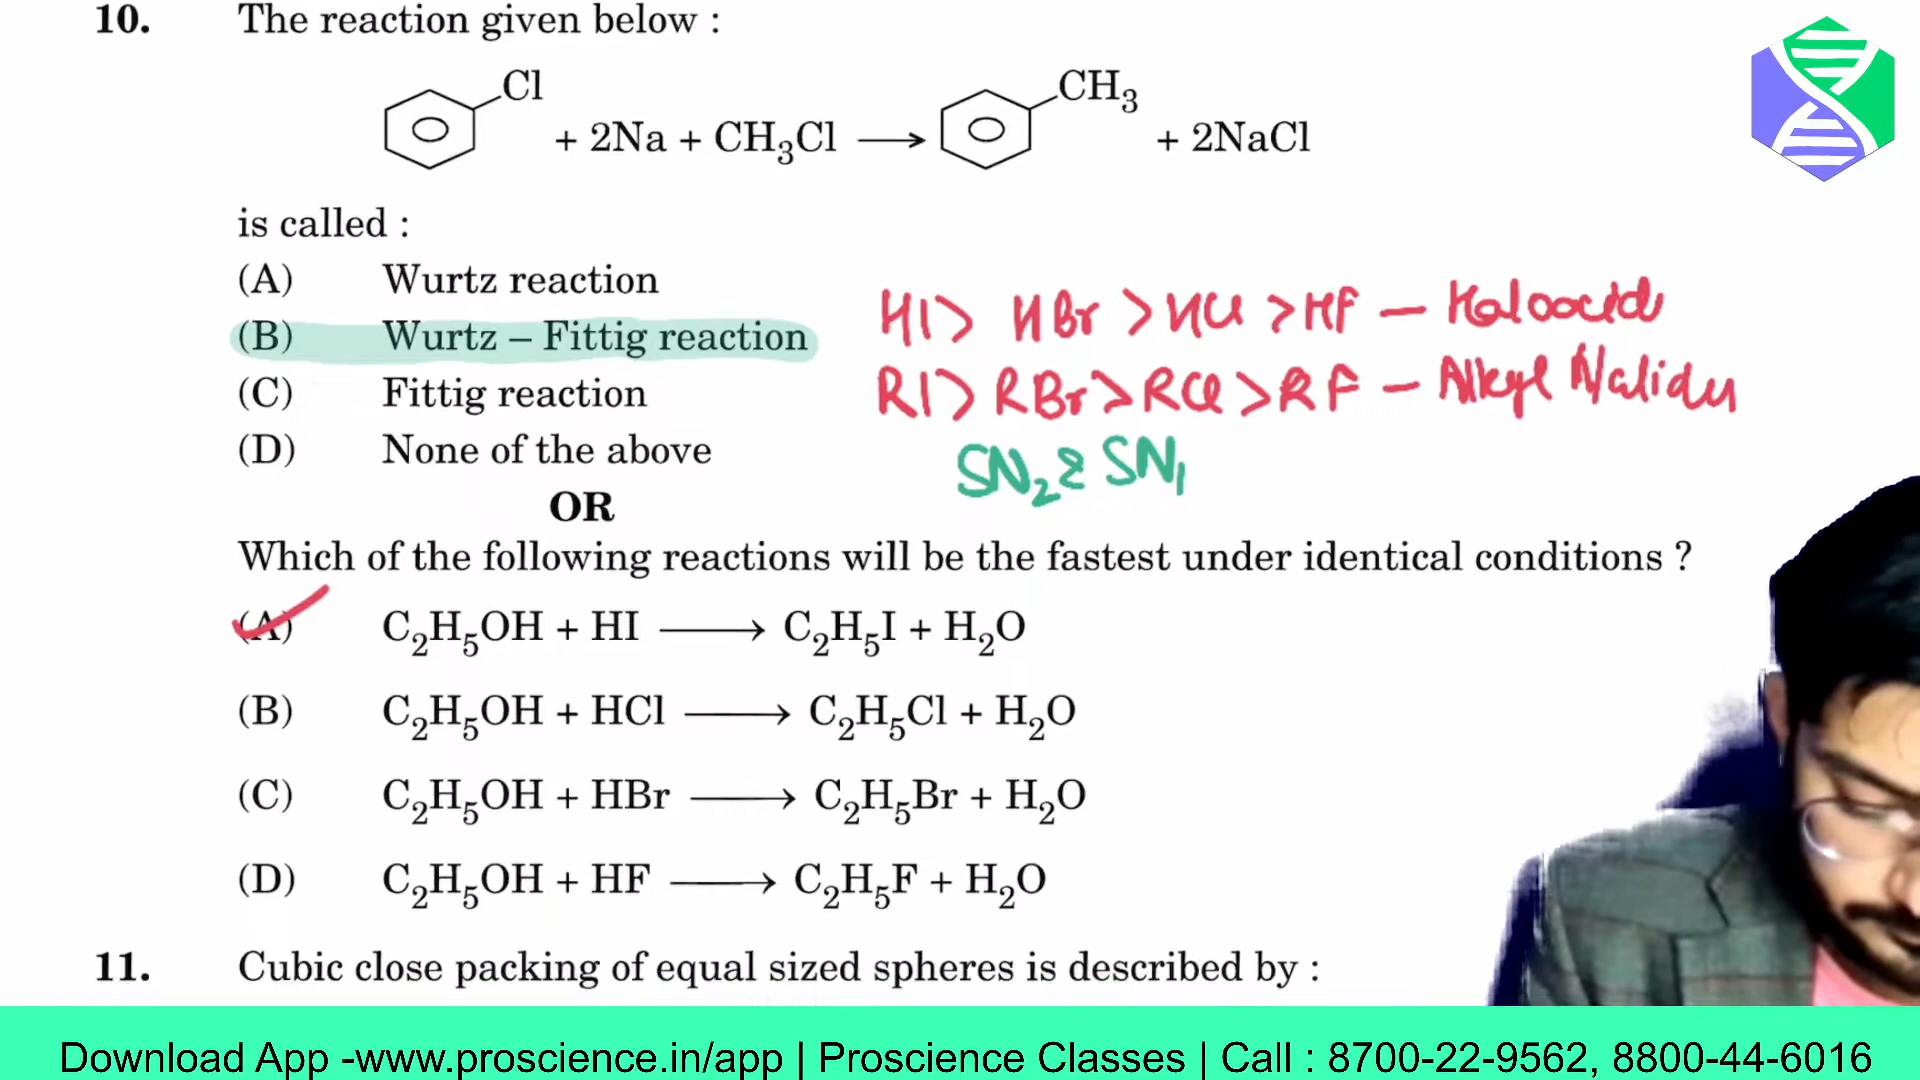 10. The reaction given below :
Cl
CH₃
+ 2Na + CH₃Cl ⟶ + 2NaCl
is called :
(A) Wurtz reaction
HI > HBr > HCl > HF – Haloacid
(B) Wurtz – Fittig reaction
RI > RBr > RCl > RF – Alkyl Halides
(C) Fittig reaction
(D) None of the above
SN₂ & SN₁
OR
Which of the following reactions will be the fastest under identical conditions ?
(A) C₂H₅OH + HI ⟶ C₂H₅I + H₂O
(B) C₂H₅OH + HCl ⟶ C₂H₅Cl + H₂O
(C) C₂H₅OH + HBr ⟶ C₂H₅Br + H₂O
(D) C₂H₅OH + HF ⟶ C₂H₅F + H₂O
11. Cubic close packing of equal sized spheres is described by :
Download App -www.proscience.in/app | Proscience Classes | Call : 8700-22-9562, 8800-44-6016